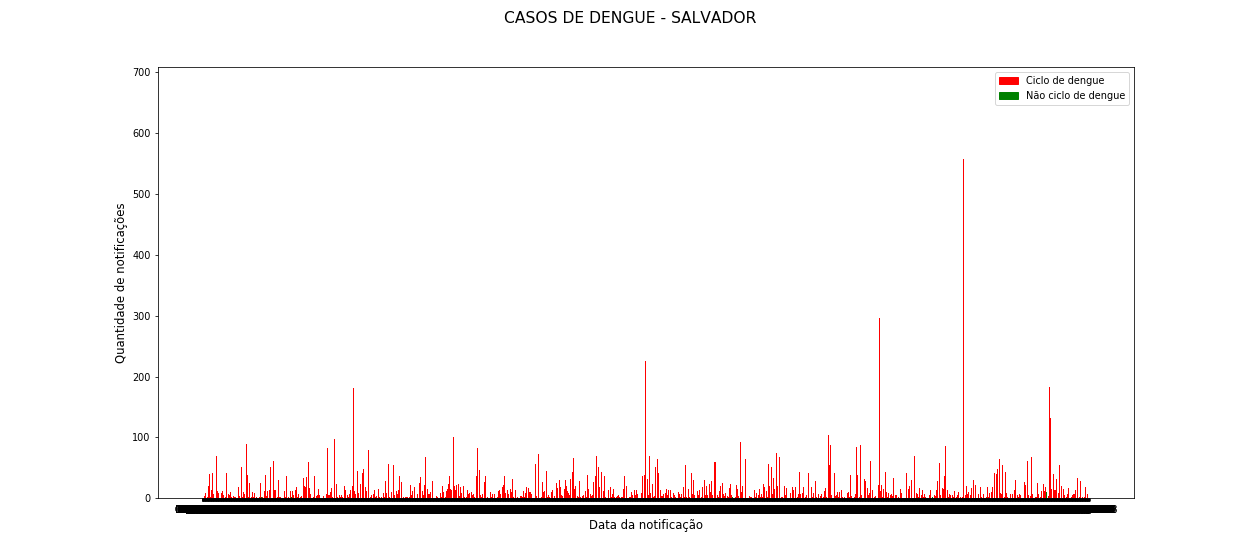 CASOS DE DENGUE - SALVADOR
700
600
500
400
300
200
100
0
Quantidade de notificações
Ciclo de dengue
Não ciclo de dengue
Data da notificação